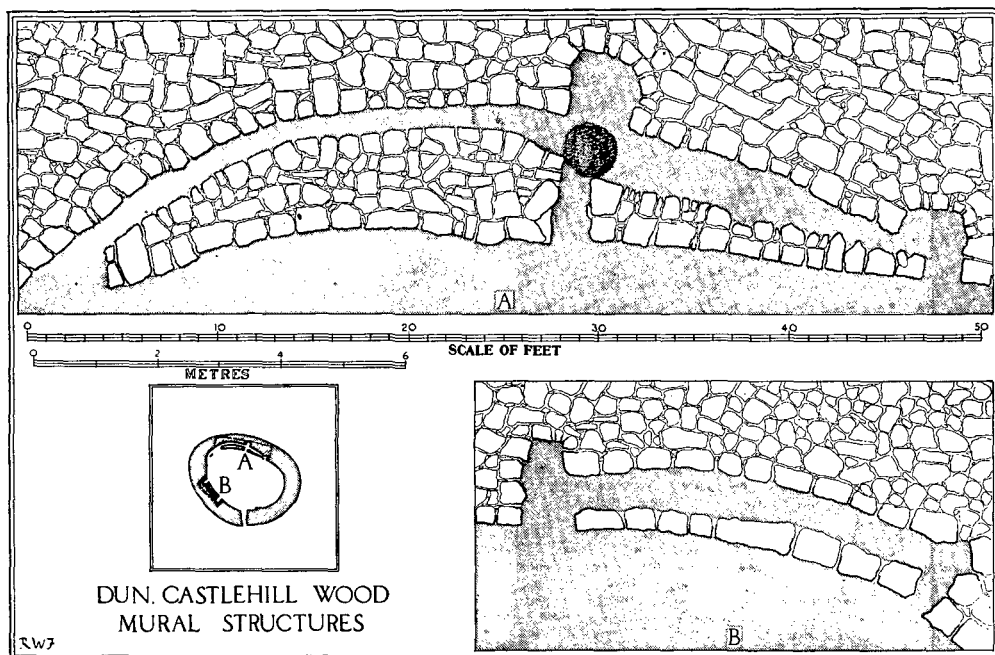 A
0 10 20 30 40 50
SCALE OF FEET
0 2 4 6
METRES
A
B
DUN, CASTLEHILL WOOD
MURAL STRUCTURES
B